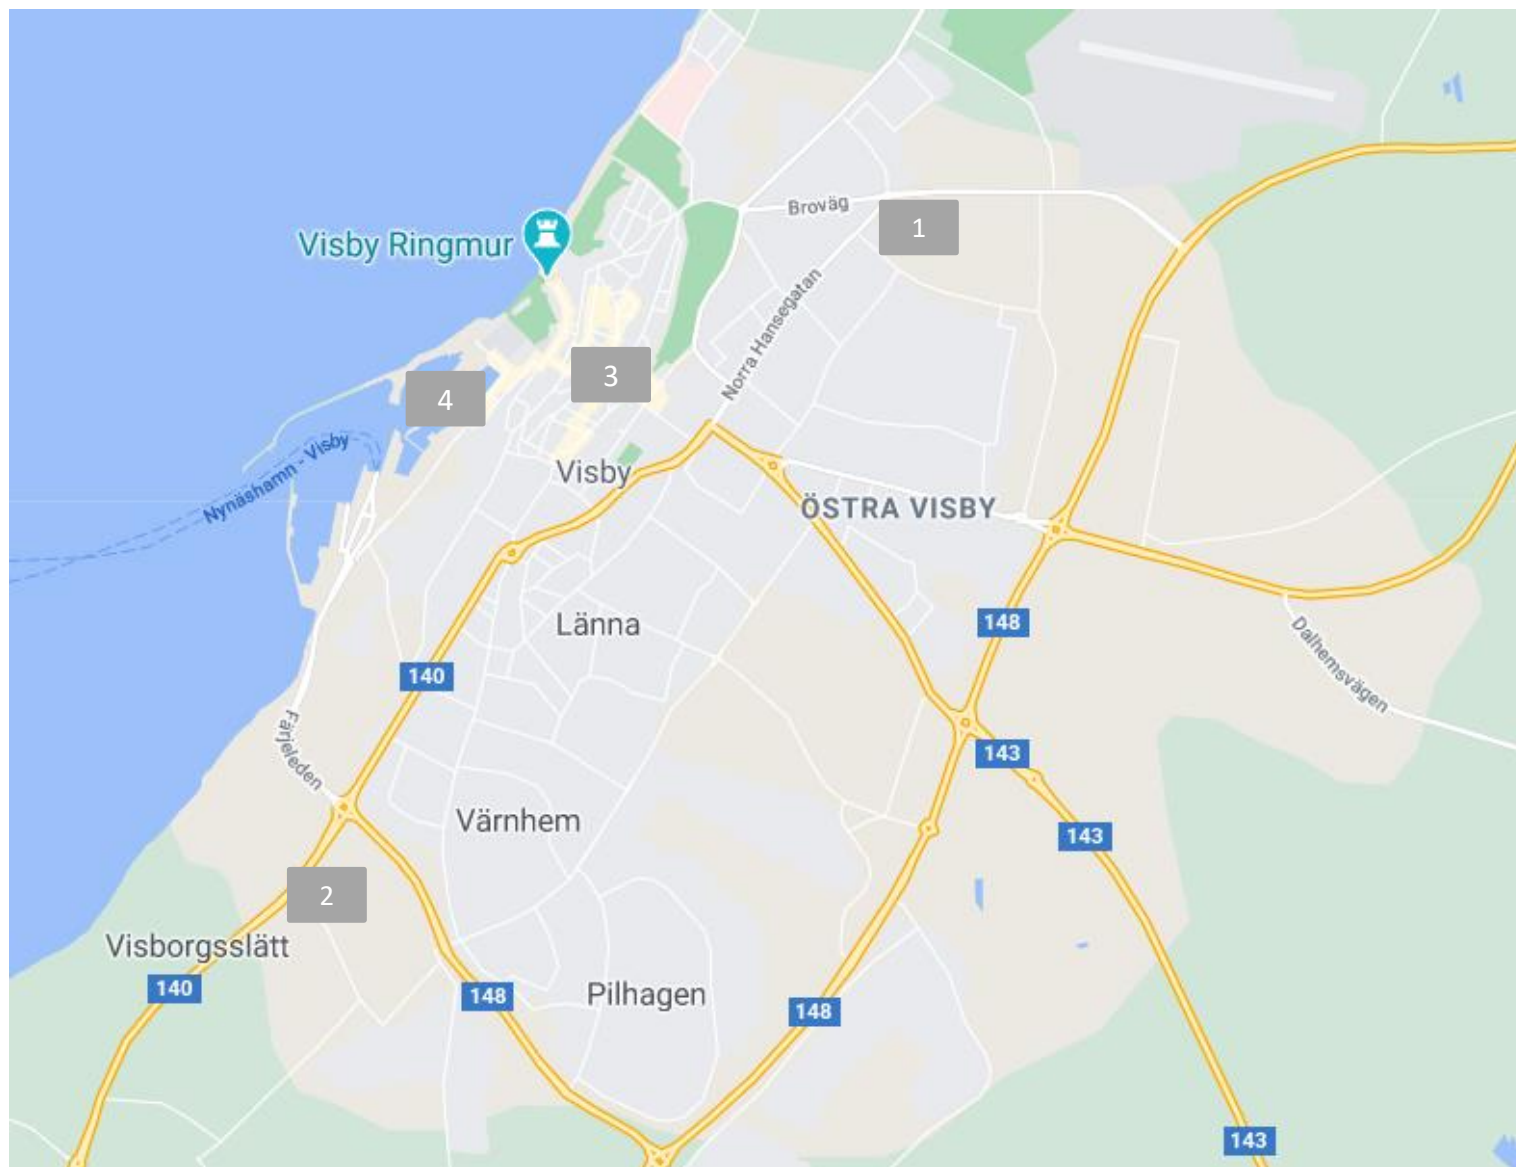 Broväg
1
Visby Ringmur
Norra Hansegatan
3
4
Nynäshamn - Visby
Visby
ÖSTRA VISBY
Länna
148
140
Dalhemsvägen
Färjeleden
143
Värnhem
143
2
Visborgsslätt
140
148
Pilhagen
148
143